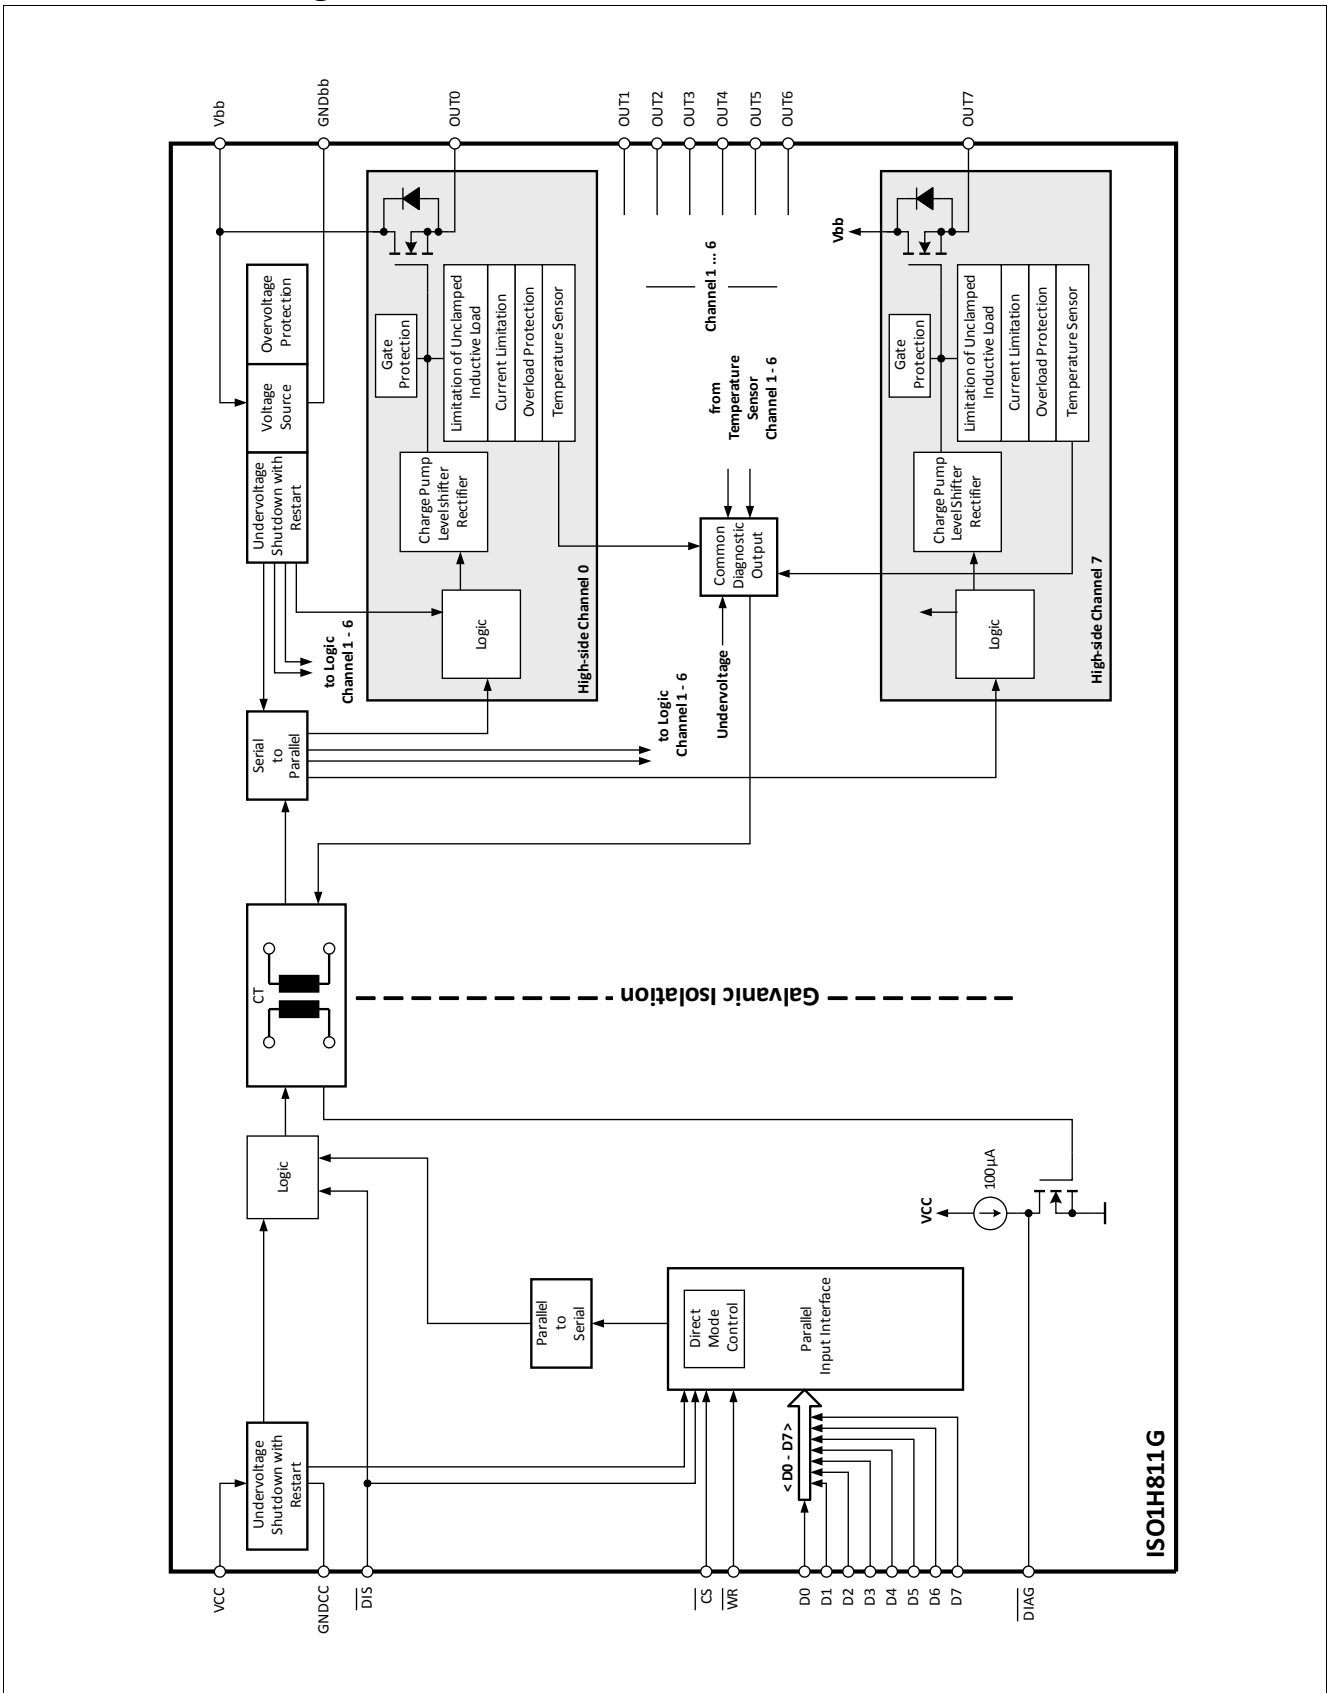 VCC
GNDCC
DIS
CS
WR
D0
D1
D2
D3
D4
D5
D6
D7
DIAG
Undervoltage
Shutdown with
Restart
< D0 - D7 >
Direct
Mode
Control
Parallel
Input Interface
Parallel
to
Serial
Logic
VCC
100µA
CT
Galvanic Isolation
Serial
to
Parallel
to Logic
Channel 1 - 6
to Logic
Channel 1 - 6
Undervoltage
Undervoltage
Shutdown with
Restart
Voltage
Source
Overvoltage
Protection
Logic
Charge Pump
Level shifter
Rectifier
Gate
Protection
Limitation of Unclamped
Inductive Load
Current Limitation
Overload Protection
Temperature Sensor
High-side Channel 0
Common
Diagnostic
Output
from
Temperature
Sensor
Channel 1 - 6
Channel 1 ... 6
Vbb
Logic
Charge Pump
Level shifter
Rectifier
Gate
Protection
Limitation of Unclamped
Inductive Load
Current Limitation
Overload Protection
Temperature Sensor
High-side Channel 7
Vbb
GNDbb
OUT0
OUT1
OUT2
OUT3
OUT4
OUT5
OUT6
OUT7
ISO1H811G